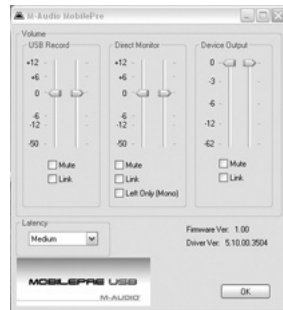 M-Audio MobilePre
Volume
USB Record
Direct Monitor
Device Output
+12
+6
0
-6
-12
-50
Mute
Link
+12
+6
0
-6
-12
-50
Mute
Link
Left Only (Mono)
0
-3
-6
-12
-62
Mute
Link
Latency
Medium
Firmware Ver: 1.00
Driver Ver: 5.10.00.3504
MOBILEPRE USB
M-AUDIO
OK